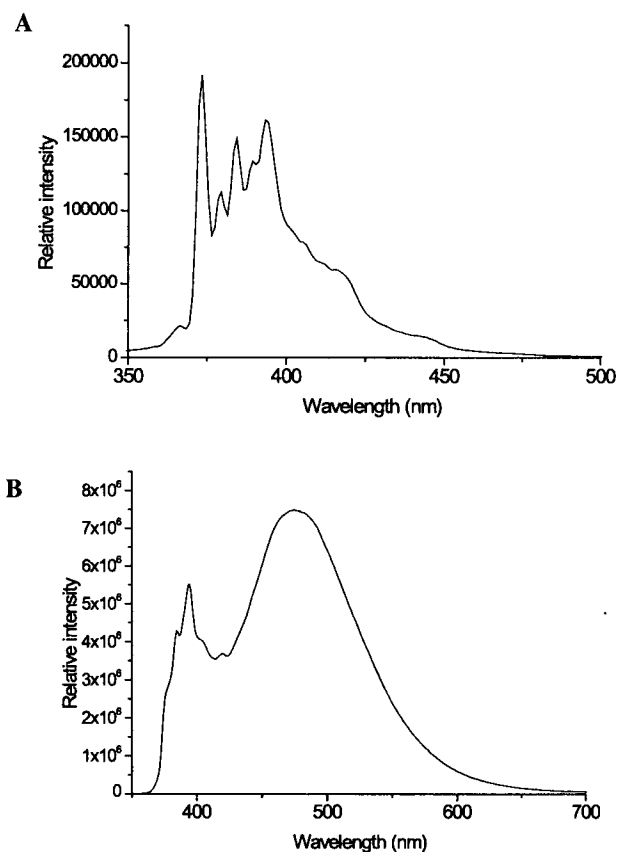 A
200000
150000
100000
50000
0
Relative intensity
350
400
450
500
Wavelength (nm)
B
8x10⁶
7x10⁶
6x10⁶
5x10⁶
4x10⁶
3x10⁶
2x10⁶
1x10⁶
0
Relative intensity
400
500
600
700
Wavelength (nm)